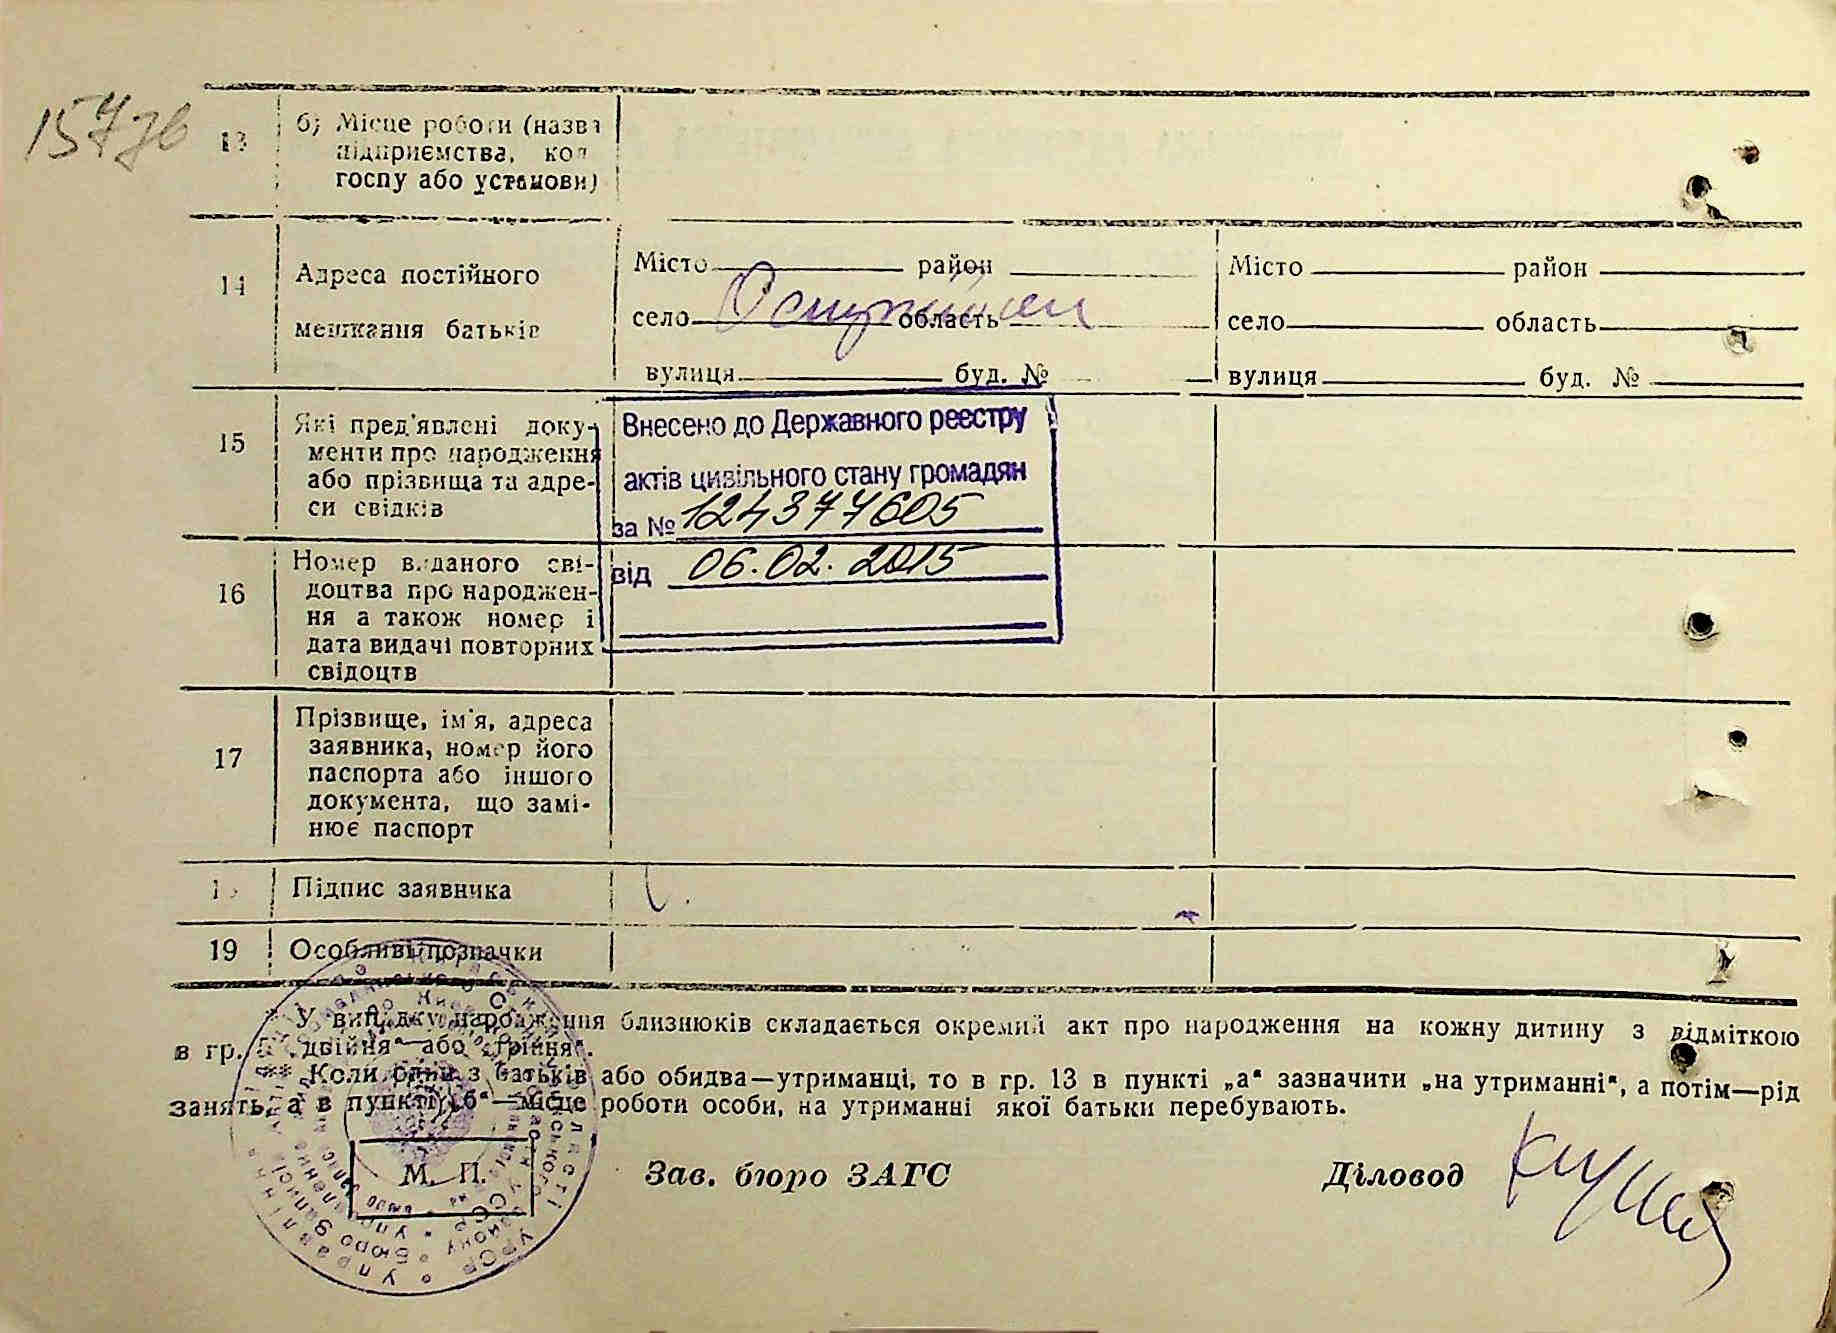 157зв
13
б) Місце роботи (назва
підприємства, кол
госпу або установи)
14
Адреса постійного
мешкання батьків
Місто район
село область
вулиця буд. №
Місто район
село область
вулиця буд. №
15
Які пред'явлені доку-
менти про народження
або прізвища та адре-
си свідків
Внесено до Державного реєстру
актів цивільного стану громадян
за № 124377605
від 06.02.2015
16
Номер виданого сві-
доцтва про народжен-
ня а також номер і
дата видачі повторних
свідоцтв
17
Прізвище, ім'я, адреса
заявника, номер його
паспорта або іншого
документа, що замі-
нює паспорт
Підпис заявника
19
Особливі позначки
* У випадку народження близнюків складається окремий акт про народження на кожну дитину з відміткою
в гр. 5 „двійня“ або „трійня“.
** Коли один з батьків або обидва—утриманці, то в гр. 13 в пункті „а“ зазначити „на утриманні“, а потім—рід
занять, а в пункті „б“—місце роботи особи, на утриманні якої батьки перебувають.
М. П.
Зав. бюро ЗАГС
Діловод